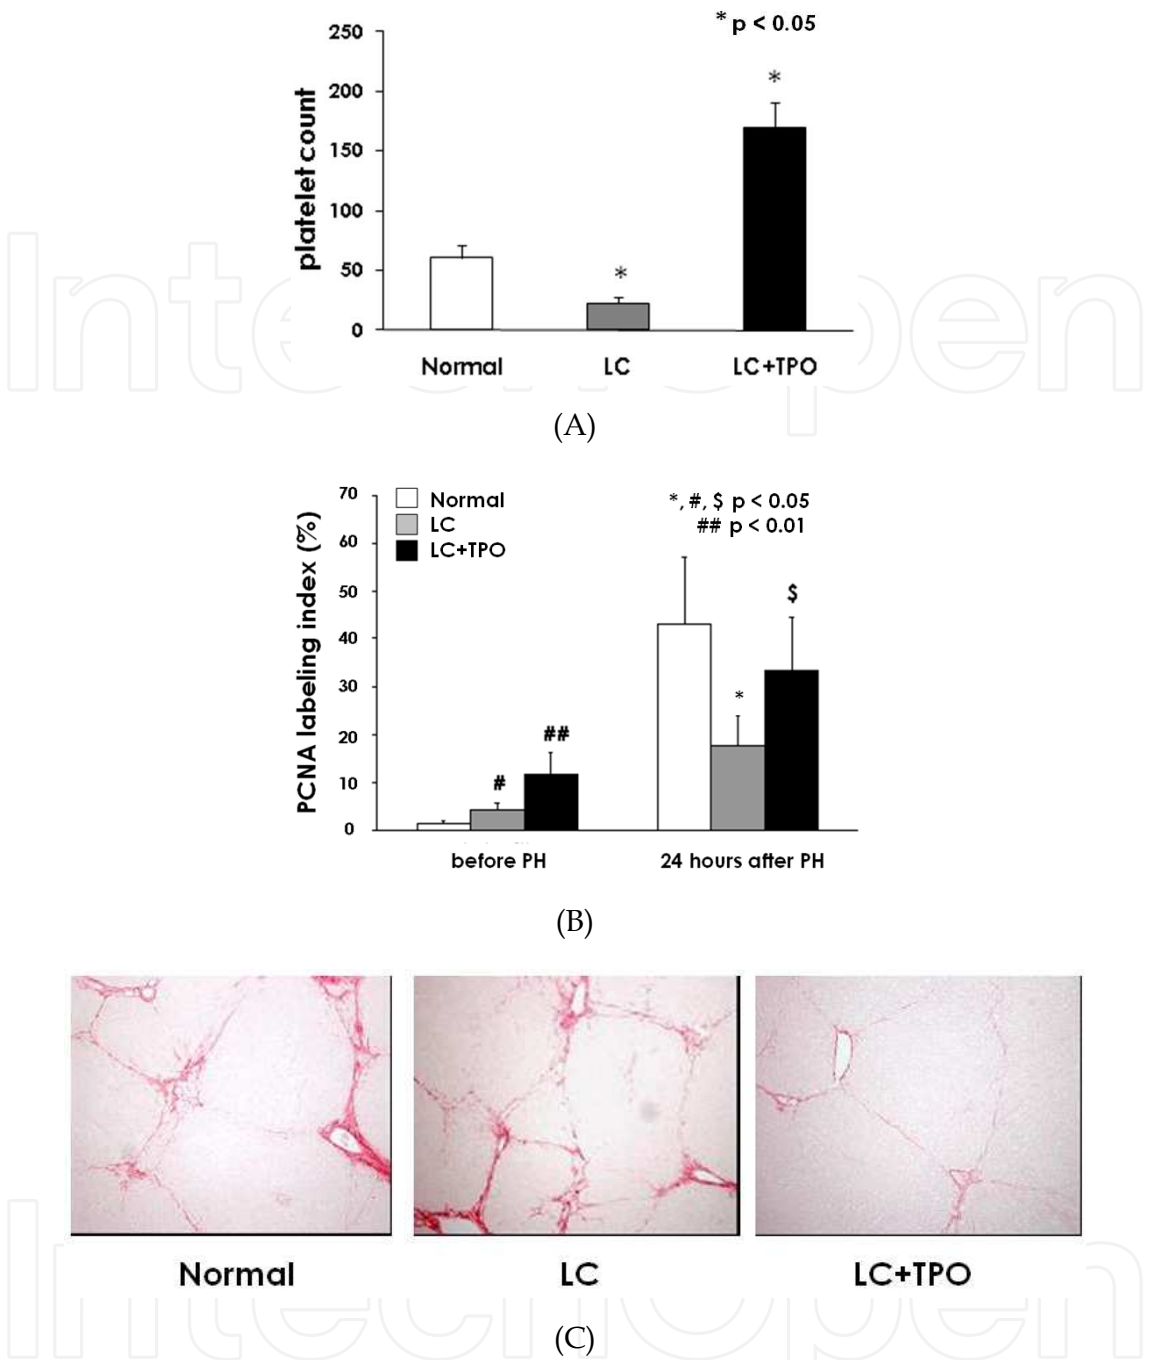 * p < 0.05
250
200
150
100
50
0
platelet count
*
*
Normal LC LC+TPO
(A)
70
60
50
40
30
20
10
0
PCNA labeling index (%)
Normal
LC
LC+TPO
*, #, $ p < 0.05
## p < 0.01
#
##
*
$
before PH 24 hours after PH
(B)
Normal LC LC+TPO
(C)
IntechOpen
IntechOpen